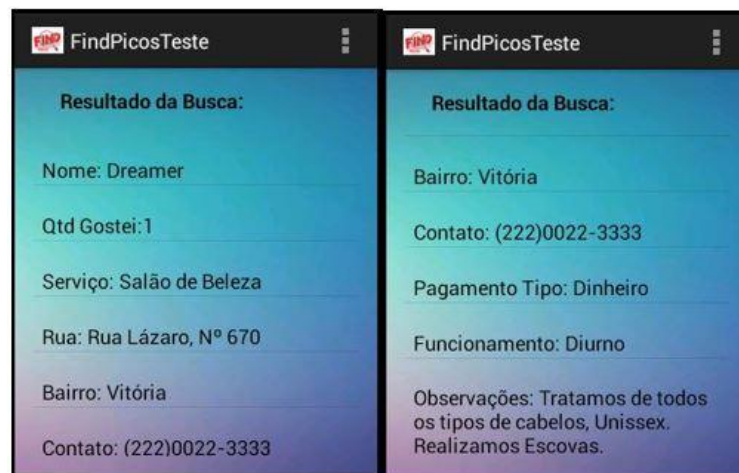 FIND FindPicosTeste
Resultado da Busca:
Nome: Dreamer
Qtd Gostei:1
Serviço: Salão de Beleza
Rua: Rua Lázaro, Nº 670
Bairro: Vitória
Contato: (222)0022-3333
FIND FindPicosTeste
Resultado da Busca:
Bairro: Vitória
Contato: (222)0022-3333
Pagamento Tipo: Dinheiro
Funcionamento: Diurno
Observações: Tratamos de todos
os tipos de cabelos, Unissex.
Realizamos Escovas.